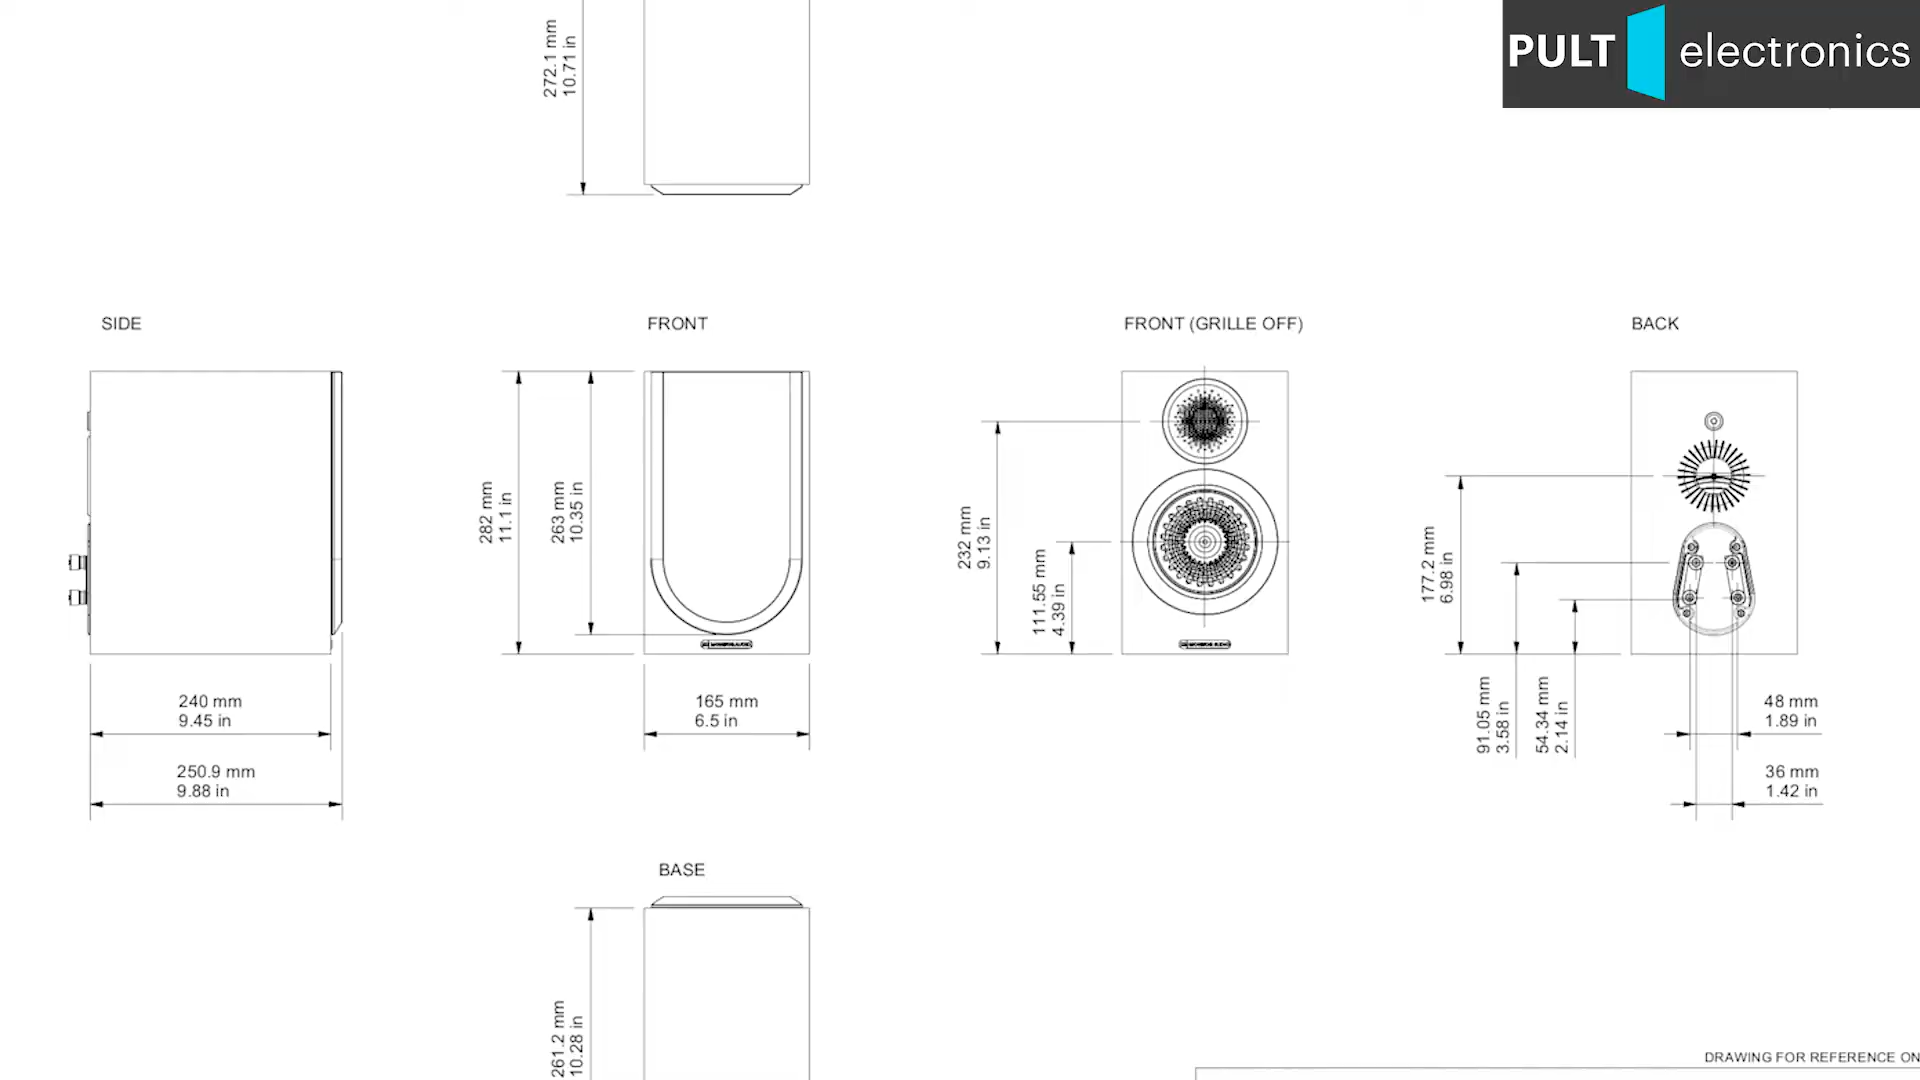 PULT electronics
272.1 mm
10.71 in
SIDE
FRONT
FRONT (GRILLE OFF)
BACK
282 mm
11.1 in
263 mm
10.35 in
232 mm
9.13 in
111.55 mm
4.39 in
177.2 mm
6.98 in
240 mm
9.45 in
165 mm
6.5 in
91.05 mm
3.58 in
54.34 mm
2.14 in
48 mm
1.89 in
250.9 mm
9.88 in
36 mm
1.42 in
BASE
261.2 mm
10.28 in
DRAWING FOR REFERENCE ON